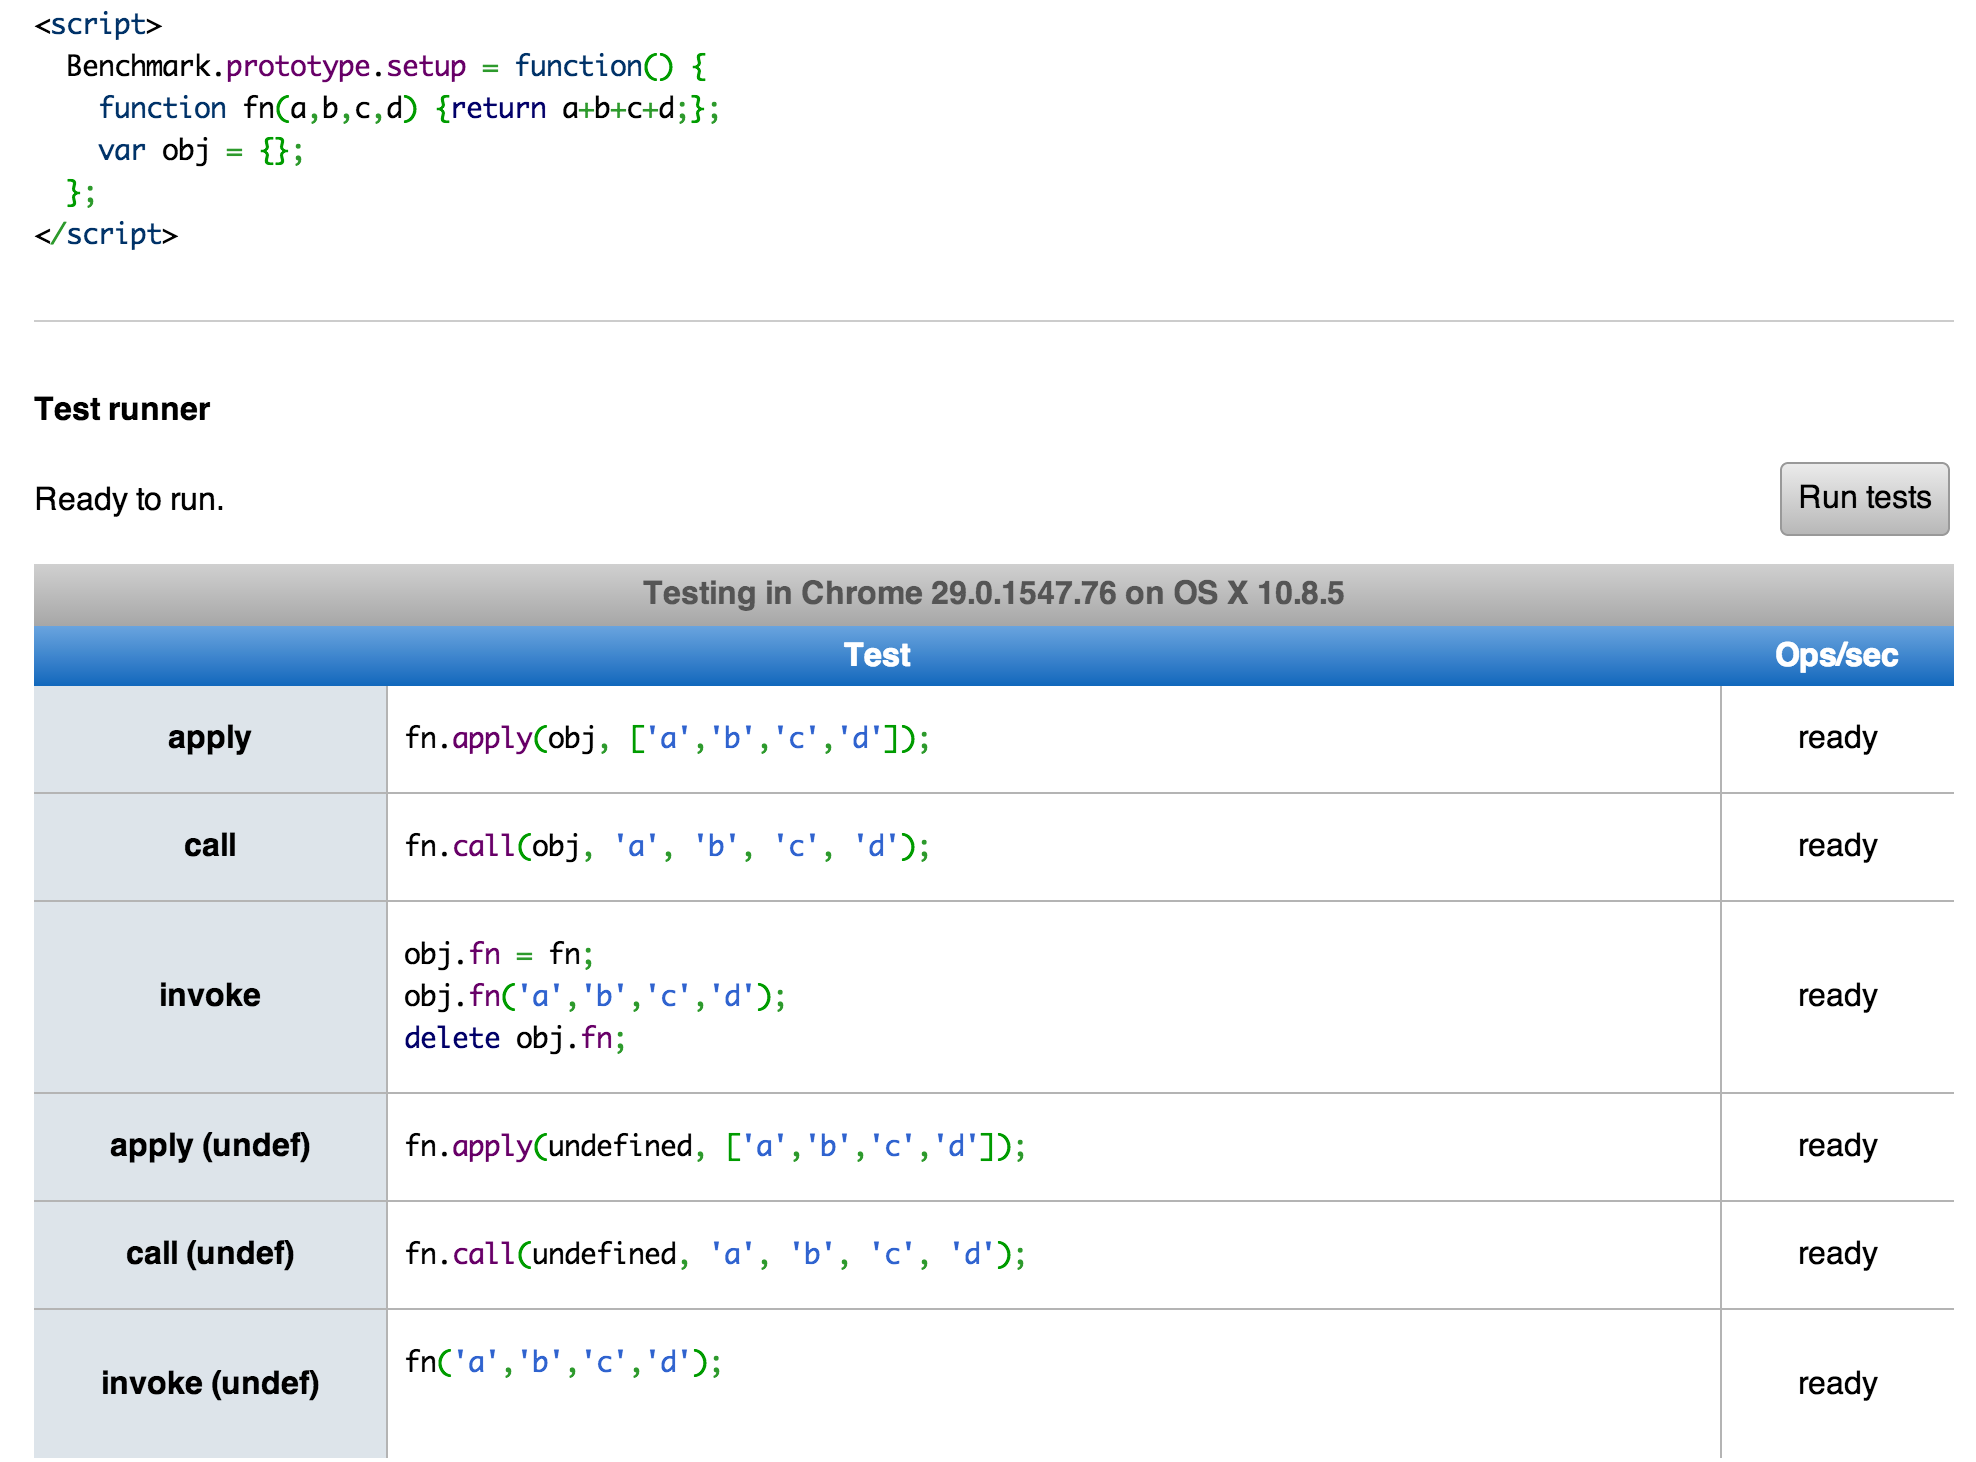 <script>
  Benchmark.prototype.setup = function() {
    function fn(a,b,c,d) {return a+b+c+d;};
    var obj = {};
  };
</script>
Test runner
Ready to run.
Run tests
Testing in Chrome 29.0.1547.76 on OS X 10.8.5
Test Ops/sec
apply fn.apply(obj, ['a','b','c','d']); ready
call fn.call(obj, 'a', 'b', 'c', 'd'); ready
obj.fn = fn;
invoke obj.fn('a','b','c','d'); ready
delete obj.fn;
apply (undef) fn.apply(undefined, ['a','b','c','d']); ready
call (undef) fn.call(undefined, 'a', 'b', 'c', 'd'); ready
fn('a','b','c','d');
invoke (undef) ready